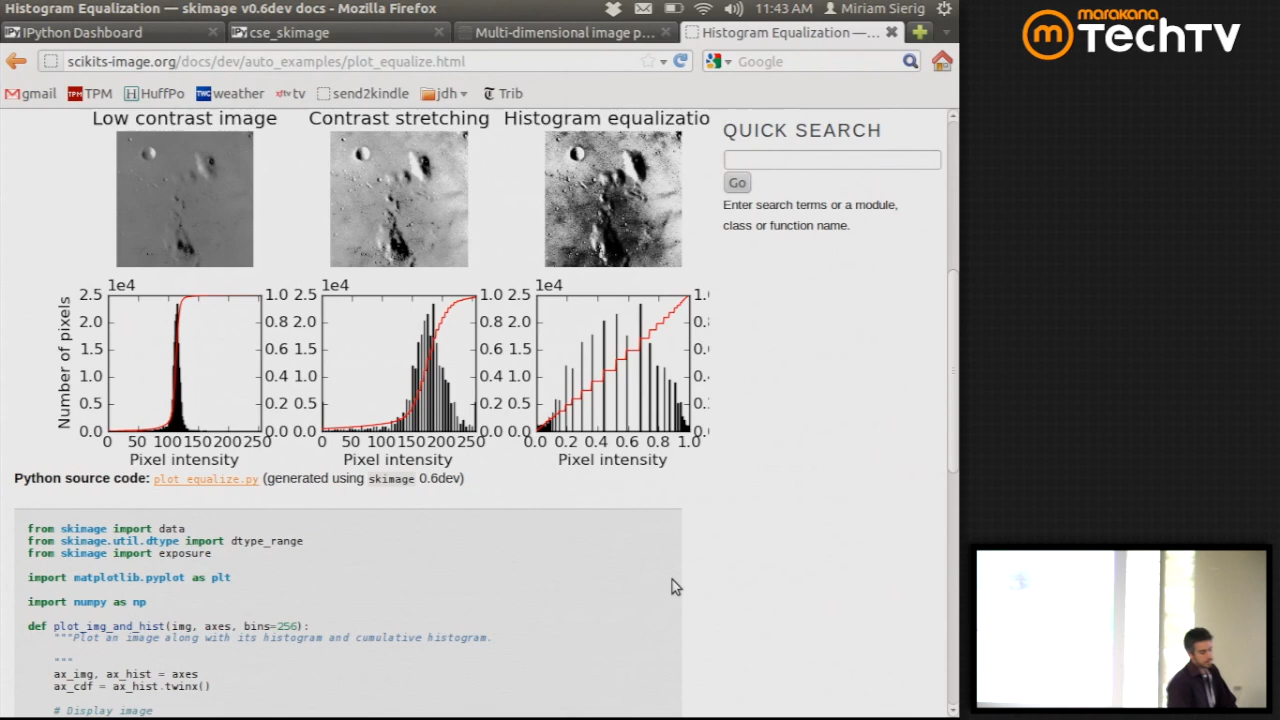 Histogram Equalization — skimage v0.6dev docs - Mozilla Firefox
11:43 AM
Miriam Sierig
IPython Dashboard
cse_skimage
Multi-dimensional image p...
Histogram Equalization —...
scikits-image.org/docs/dev/auto_examples/plot_equalize.html
Google
gmail
TPM
HuffPo
weather
tv
send2kindle
jdh
Trib
marakana
TechTV
Low contrast image
Contrast stretching
Histogram equalizatio
QUICK SEARCH
Go
Enter search terms or a module,
class or function name.
1e4
1e4
1e4
2.5
2.0
1.5
1.0
0.5
0.0
Number of pixels
0 50 100 150 200 250
Pixel intensity
1.0
0.8
0.6
0.4
0.2
0.0
2.5
2.0
1.5
1.0
0.5
0.0
0 50 100 150 200 250
Pixel intensity
1.0
0.8
0.6
0.4
0.2
0.0
2.5
2.0
1.5
1.0
0.5
0.0
0.0 0.2 0.4 0.6 0.8 1.0
Pixel intensity
Python source code: plot_equalize.py (generated using skimage 0.6dev)
from skimage import data
from skimage.util.dtype import dtype_range
from skimage import exposure
import matplotlib.pyplot as plt
import numpy as np
def plot_img_and_hist(img, axes, bins=256):
"""Plot an image along with its histogram and cumulative histogram.
"""
ax_img, ax_hist = axes
ax_cdf = ax_hist.twinx()
# Display image